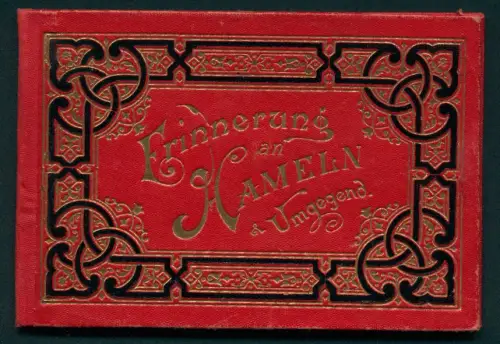 Erinnerung
an
HAMELN
& Umgegend.